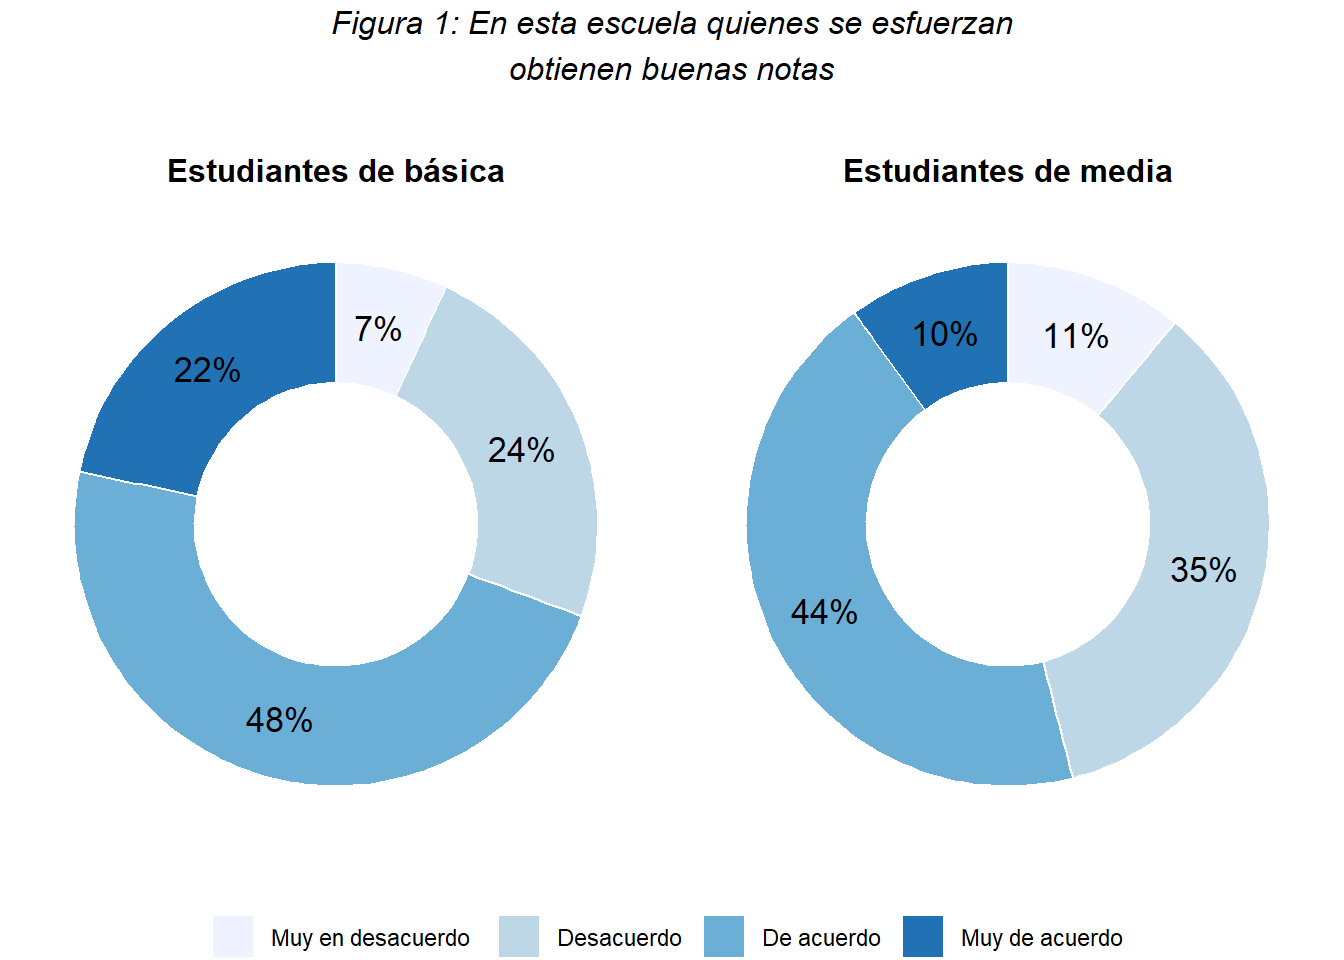 Figura 1: En esta escuela quienes se esfuerzan
obtienen buenas notas
Estudiantes de básica
Estudiantes de media
7%
24%
48%
22%
11%
35%
44%
10%
Muy en desacuerdo
Desacuerdo
De acuerdo
Muy de acuerdo